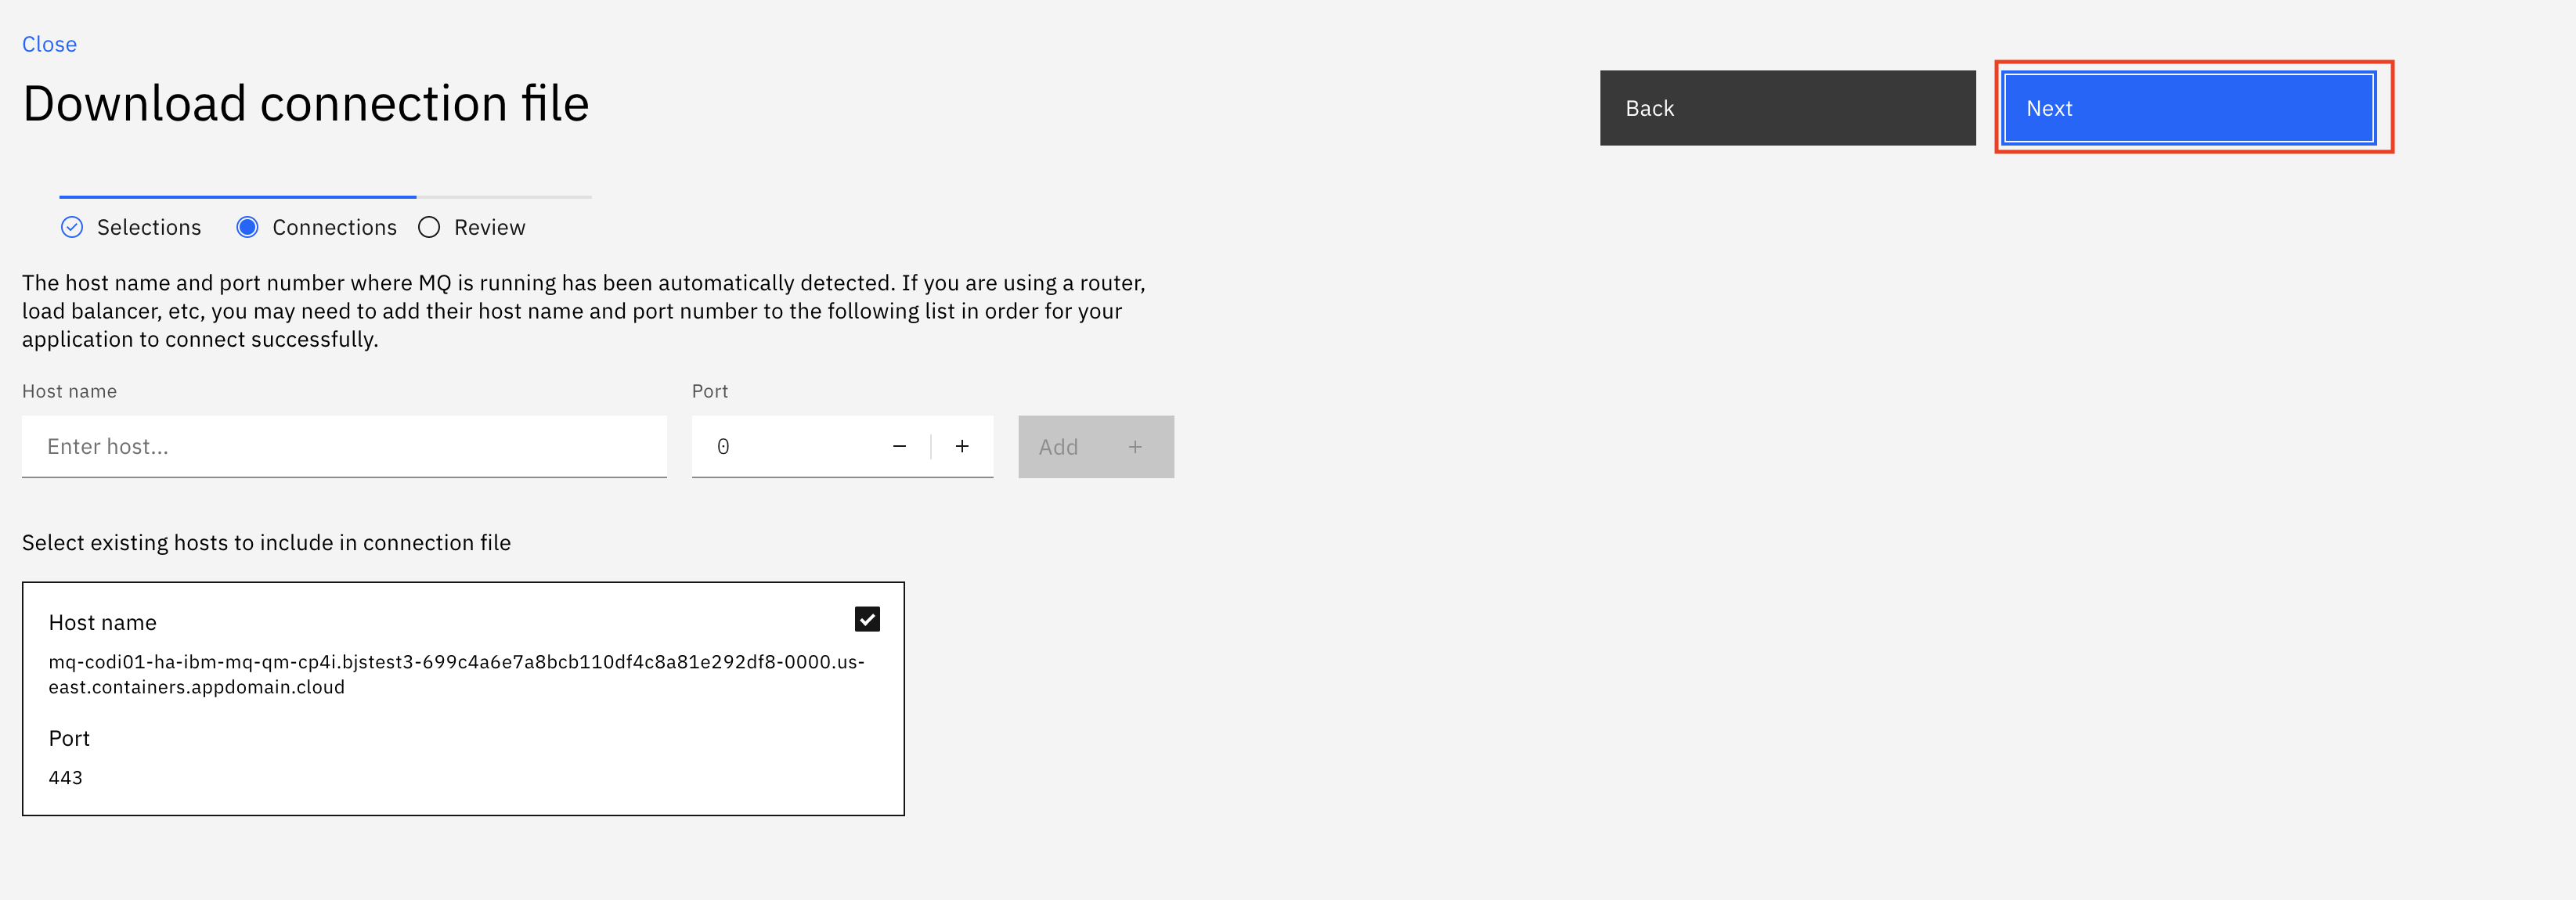 Close
Download connection file
Back
Next
Selections
Connections
Review
The host name and port number where MQ is running has been automatically detected. If you are using a router,
load balancer, etc, you may need to add their host name and port number to the following list in order for your
application to connect successfully.
Host name
Port
Enter host...
0
Add
Select existing hosts to include in connection file
Host name
mq-codi01-ha-ibm-mq-qm-cp4i.bjstest3-699c4a6e7a8bcb110df4c8a81e292df8-0000.us-
east.containers.appdomain.cloud
Port
443